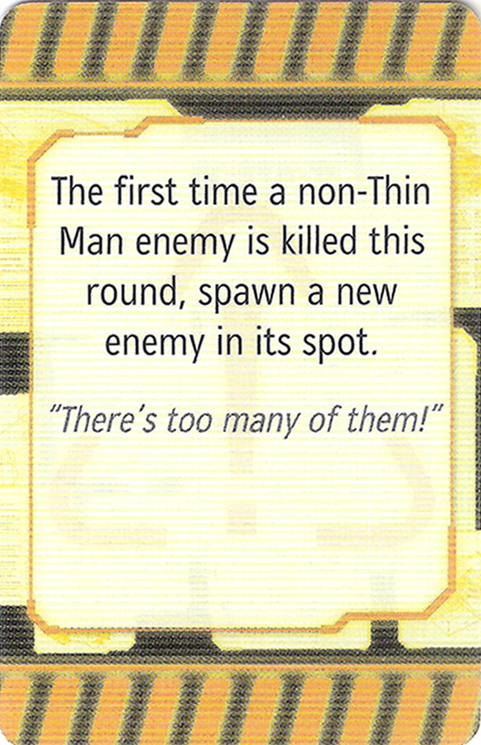 The first time a non-Thin
Man enemy is killed this
round, spawn a new
enemy in its spot.
"There's too many of them!"